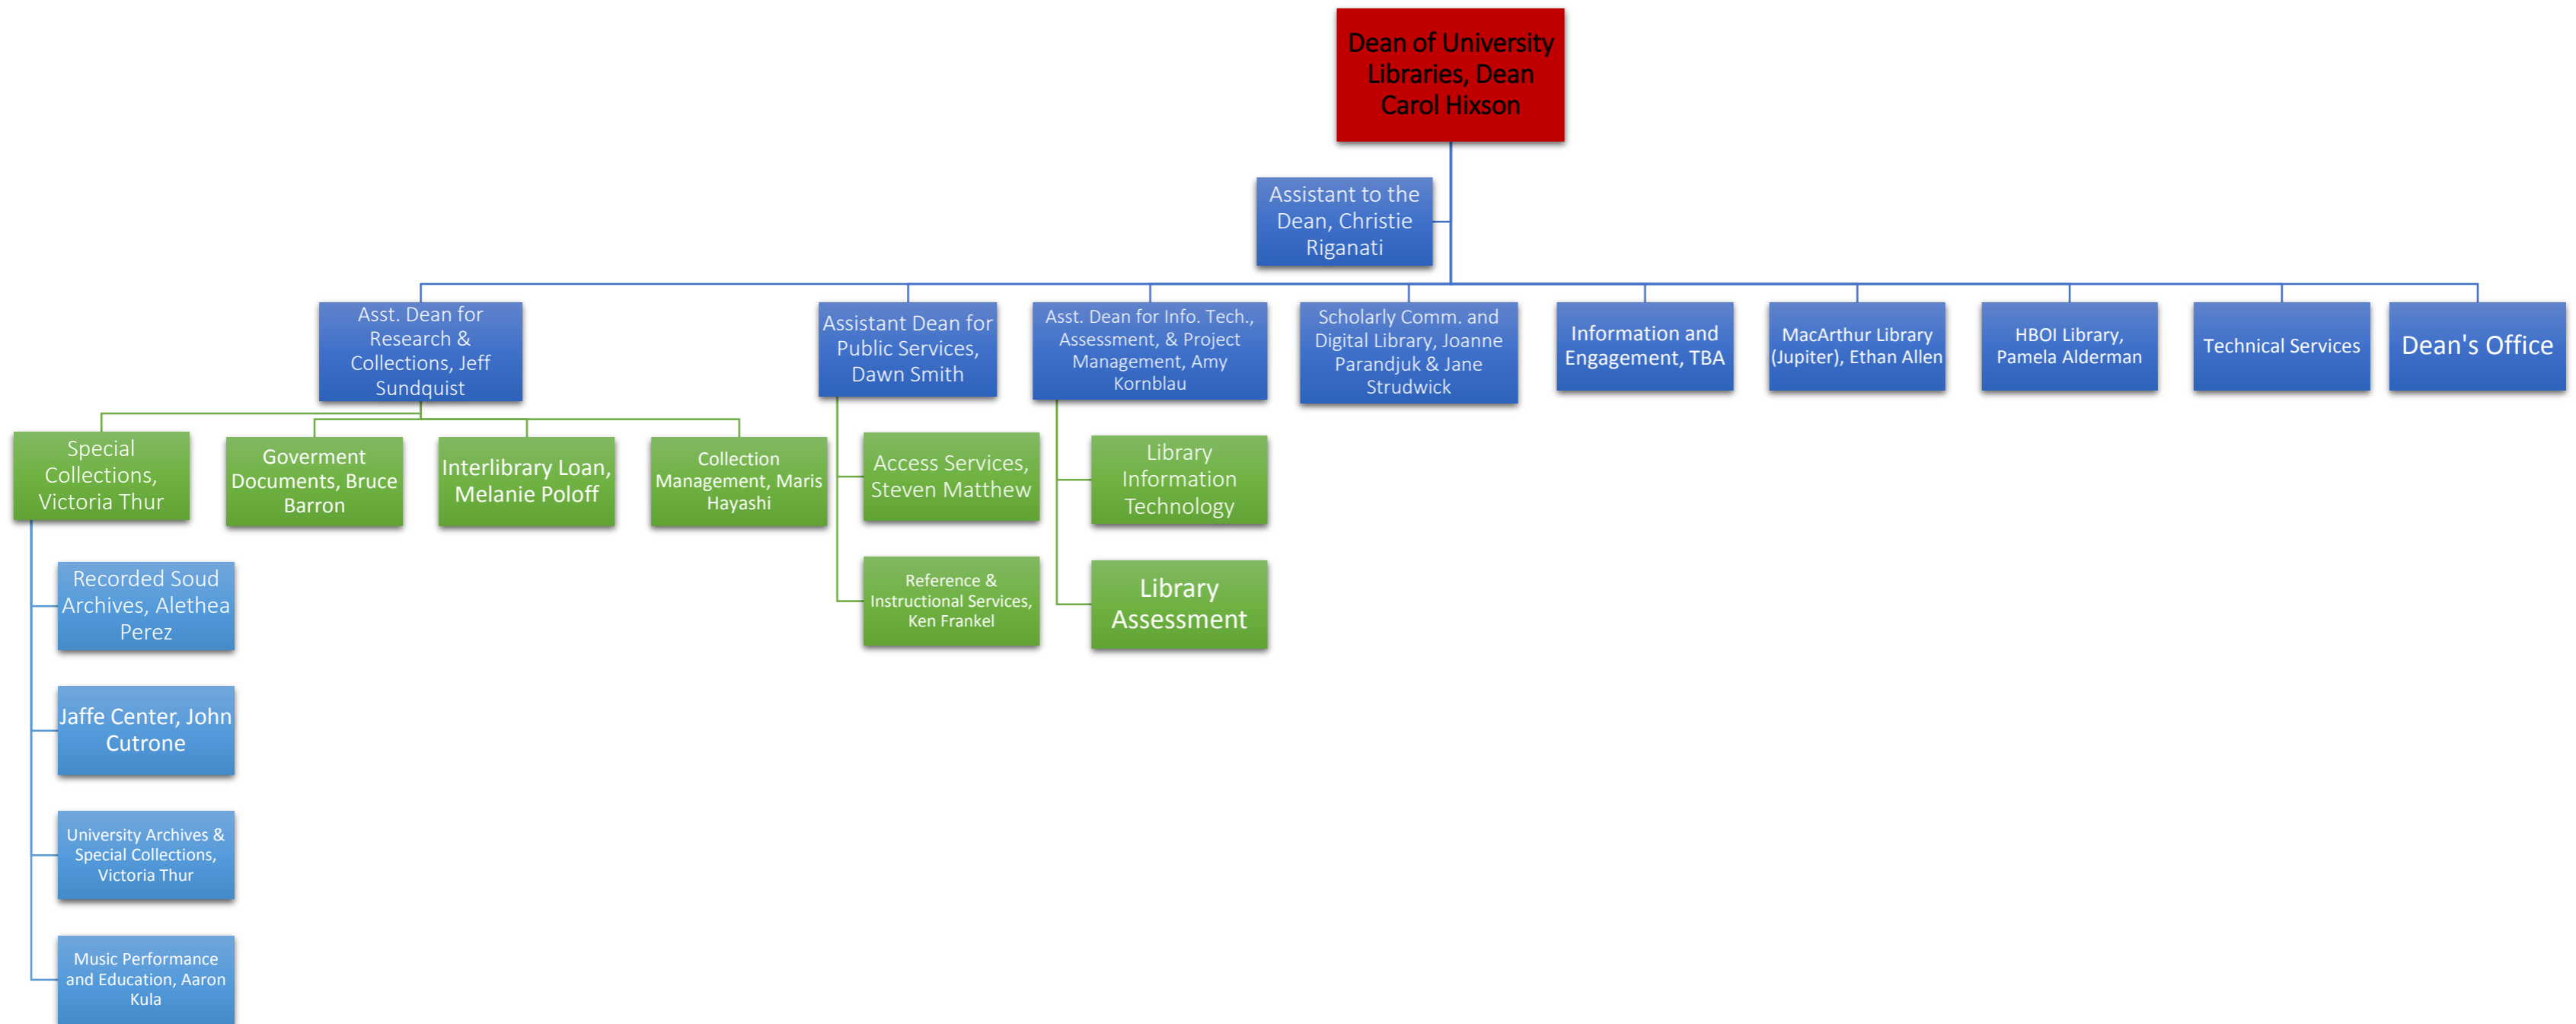 Dean of University
Libraries, Dean
Carol Hixson
Assistant to the
Dean, Christie
Riganati
Asst. Dean for
Research &
Collections, Jeff
Sundquist
Assistant Dean for
Public Services,
Dawn Smith
Asst. Dean for Info. Tech.,
Assessment, & Project
Management, Amy
Kornblau
Scholarly Comm. and
Digital Library, Joanne
Parandjuk & Jane
Strudwick
Information and
Engagement, TBA
MacArthur Library
(Jupiter), Ethan Allen
HBOI Library,
Pamela Alderman
Technical Services
Dean's Office
Special
Collections,
Victoria Thur
Goverment
Documents, Bruce
Barron
Interlibrary Loan,
Melanie Poloff
Collection
Management, Maris
Hayashi
Access Services,
Steven Matthew
Library
Information
Technology
Reference &
Instructional Services,
Ken Frankel
Library
Assessment
Recorded Soud
Archives, Alethea
Perez
Jaffe Center, John
Cutrone
University Archives &
Special Collections,
Victoria Thur
Music Performance
and Education, Aaron
Kula